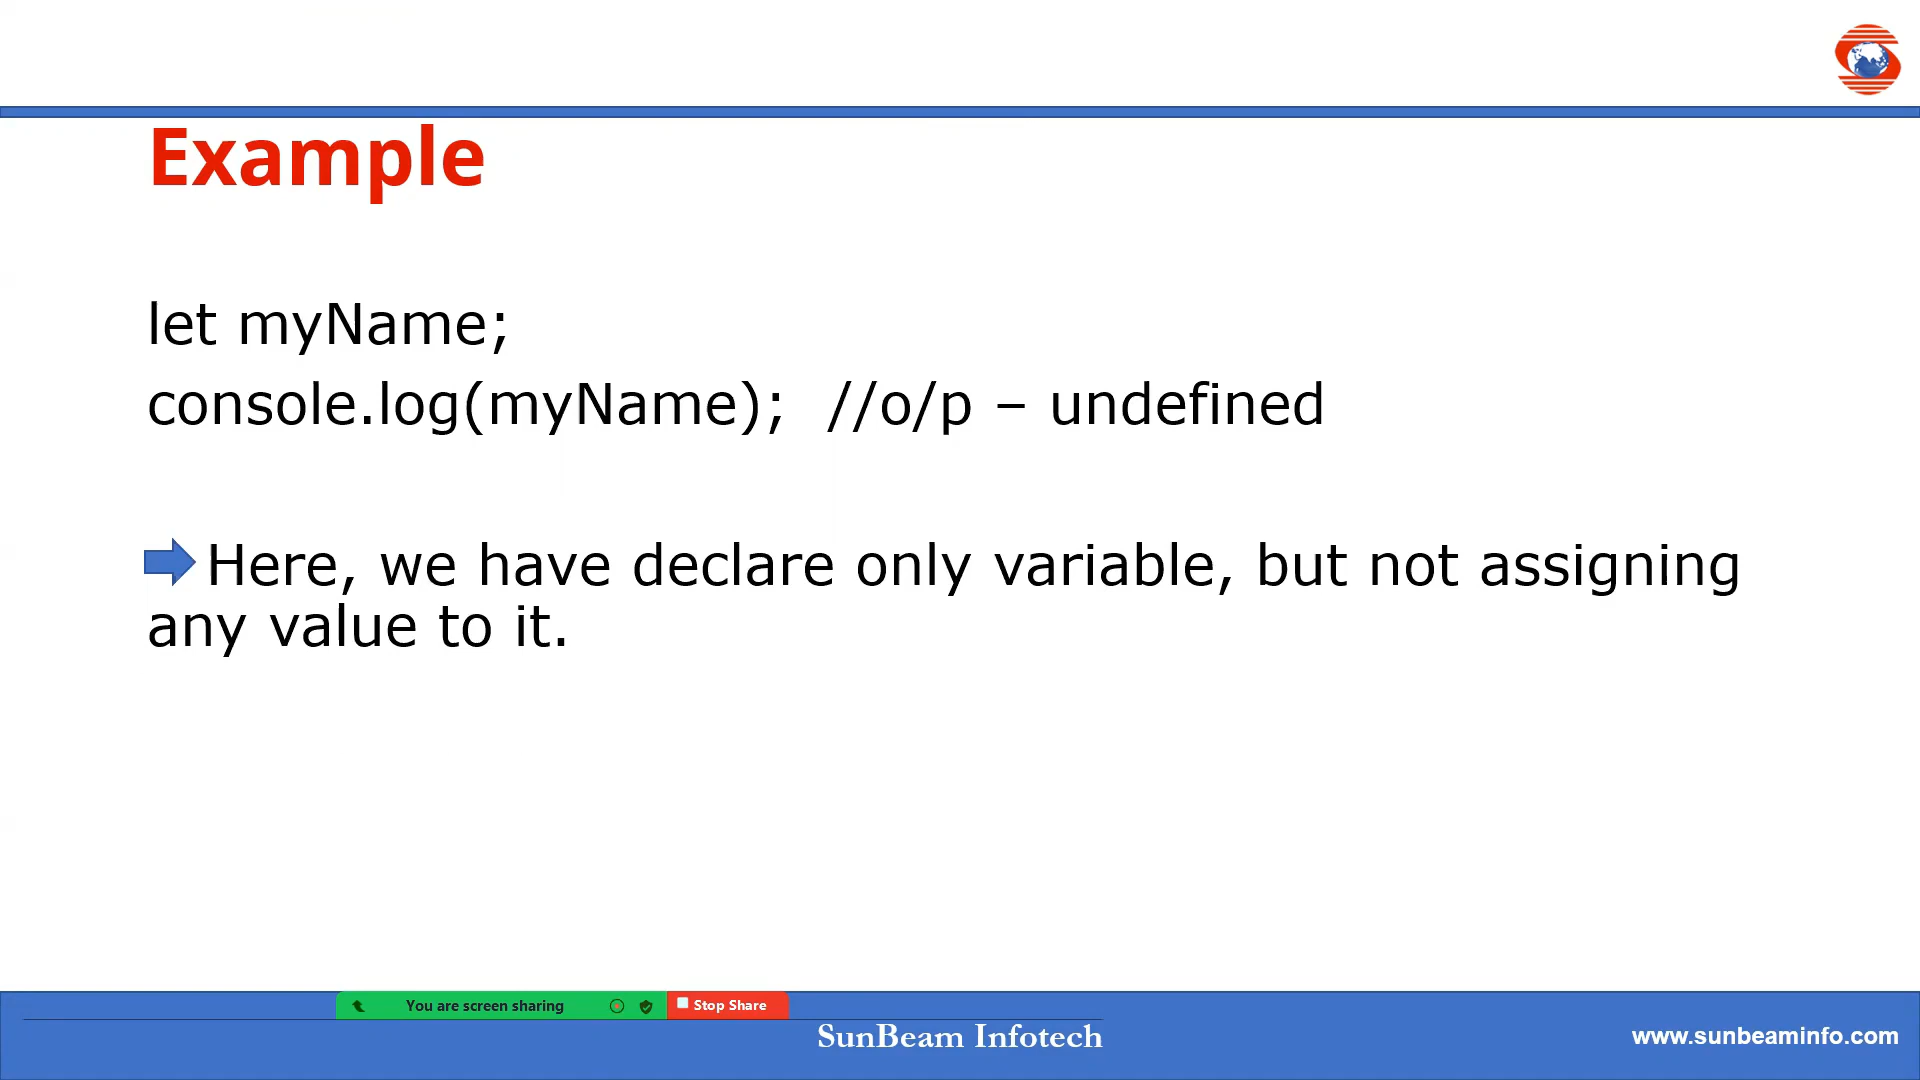 Example
let myName;
console.log(myName);  //o/p – undefined
Here, we have declare only variable, but not assigning
any value to it.
You are screen sharing
Stop Share
SunBeam Infotech
www.sunbeaminfo.com